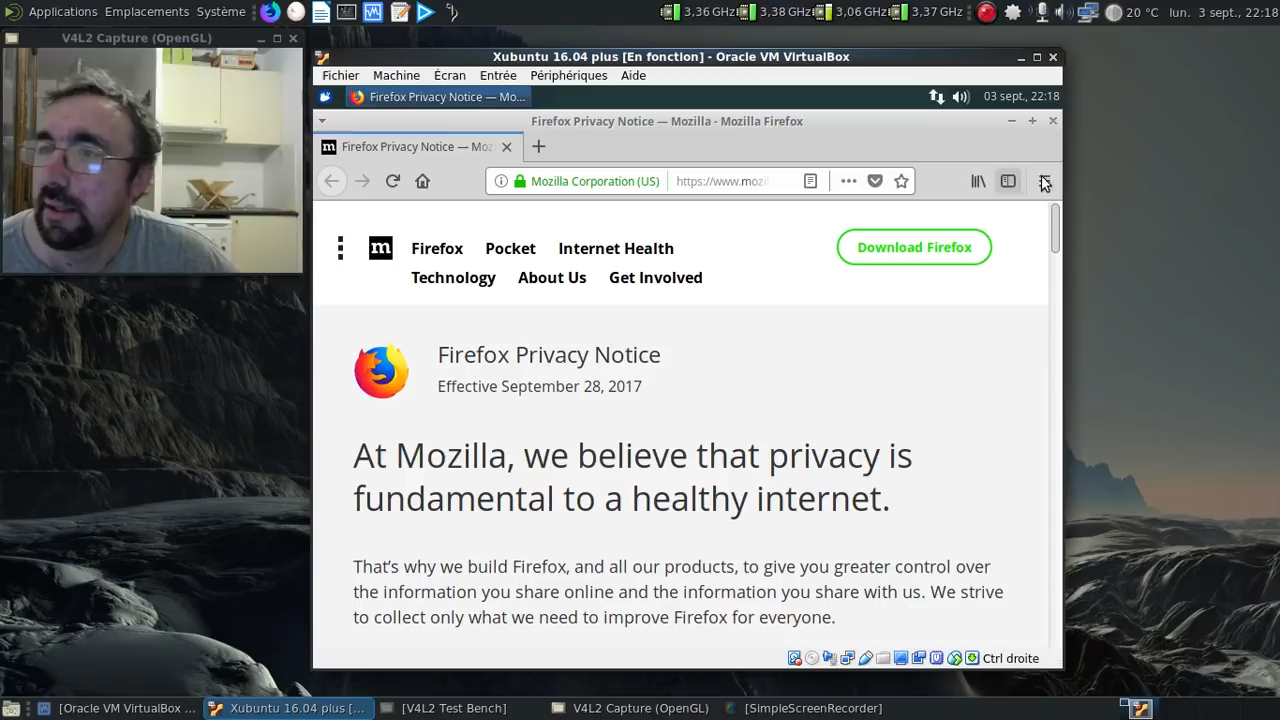 Applications Emplacements Système
3,36 GHz 3,38 GHz 3,06 GHz 3,37 GHz
20 °C lun. 3 sept., 22:18
V4L2 Capture (OpenGL)
Xubuntu 16.04 plus [En fonction] - Oracle VM VirtualBox
Fichier Machine Écran Entrée Périphériques Aide
Firefox Privacy Notice — Mo...
03 sept., 22:18
Firefox Privacy Notice — Mozilla - Mozilla Firefox
m Firefox Privacy Notice — Moz
Mozilla Corporation (US) https://www.mozi
m Firefox Pocket Internet Health
Technology About Us Get Involved
Download Firefox
Firefox Privacy Notice
Effective September 28, 2017
At Mozilla, we believe that privacy is
fundamental to a healthy internet.
That's why we build Firefox, and all our products, to give you greater control over
the information you share online and the information you share with us. We strive
to collect only what we need to improve Firefox for everyone.
Ctrl droite
[Oracle VM VirtualBox ... Xubuntu 16.04 plus [... [V4L2 Test Bench] V4L2 Capture (OpenGL) [SimpleScreenRecorder]